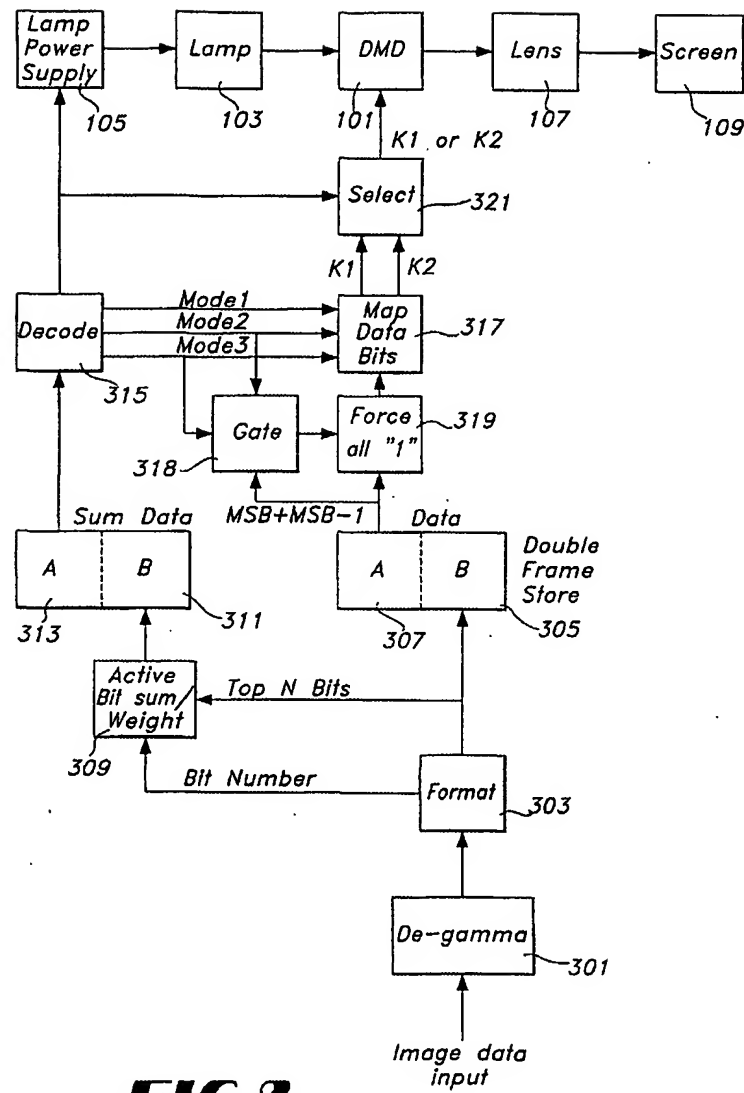 Lamp
Power
Supply
105
Lamp
103
DMD
101
Lens
107
Screen
109
K1 or K2
Select
321
K1
K2
Decode
315
Mode1
Mode2
Mode3
Map
Data
Bits
317
Gate
318
Force
all "1"
319
MSB+MSB-1
Sum Data
A
B
313
311
Data
A
B
307
305
Double
Frame
Store
Active
Bit sum/
Weight
309
Top N Bits
Bit Number
Format
303
De-gamma
301
Image data
input